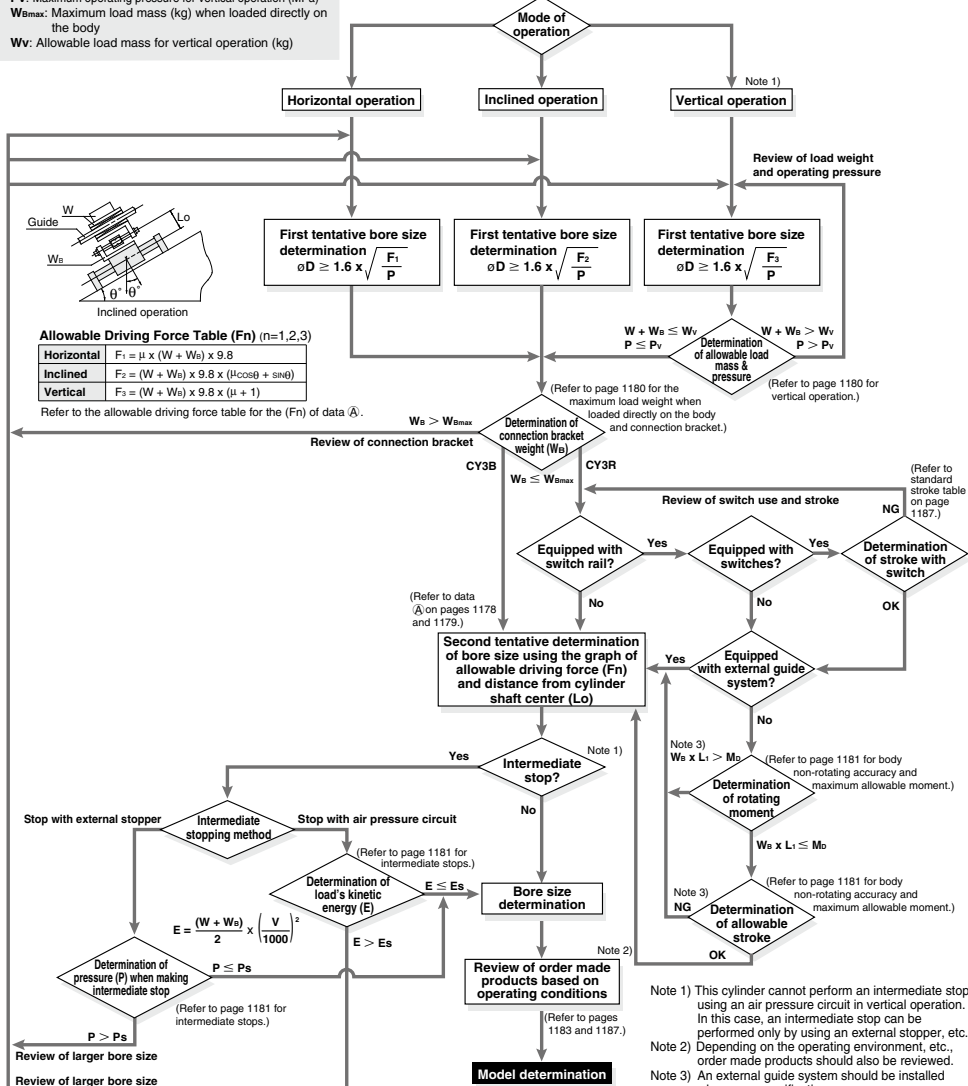 WBmax: Maximum load mass (kg) when loaded directly on
the body
Wv: Allowable load mass for vertical operation (kg)
Mode of
operation
Note 1)
Horizontal operation
Inclined operation
Vertical operation
Review of load weight
and operating pressure
W
Guide
Lo
WB
θ° θ°
Inclined operation
First tentative bore size
determination
øD ≥ 1.6 x √(F1/P)
First tentative bore size
determination
øD ≥ 1.6 x √(F2/P)
First tentative bore size
determination
øD ≥ 1.6 x √(F3/P)
Allowable Driving Force Table (Fn) (n=1,2,3)
Horizontal F1 = μ x (W + WB) x 9.8
Inclined F2 = (W + WB) x 9.8 x (μcosθ + sinθ)
Vertical F3 = (W + WB) x 9.8 x (μ + 1)
Refer to the allowable driving force table for the (Fn) of data Ⓐ.
W + WB ≤ Wv
P ≤ Pv
W + WB > Wv
P > Pv
Determination
of allowable load
mass &
pressure
(Refer to page 1180 for
vertical operation.)
(Refer to page 1180 for the
maximum load weight when
loaded directly on the body
and connection bracket.)
WB > WBmax
Review of connection bracket
Determination of
connection bracket
weight (WB)
CY3B
CY3R
WB ≤ WBmax
Review of switch use and stroke
(Refer to
standard
stroke table
on page
1187.)
NG
Equipped with
switch rail?
Yes
Equipped with
switches?
Yes
Determination
of stroke with
switch
No
No
OK
(Refer to data
Ⓐ on pages 1178
and 1179.)
Second tentative determination
of bore size using the graph of
allowable driving force (Fn)
and distance from cylinder
shaft center (Lo)
Yes
Equipped
with external guide
system?
No
Note 3)
WB x L1 > MD
(Refer to page 1181 for body
non-rotating accuracy and
maximum allowable moment.)
Determination
of rotating
moment
WB x L1 ≤ MD
Yes
Intermediate
stop?
Note 1)
No
Stop with external stopper
Intermediate
stopping method
Stop with air pressure circuit
(Refer to page 1181 for
intermediate stops.)
Determination of
load's kinetic
energy (E)
E ≤ Es
E > Es
E = (W + WB)/2 x (V/1000)²
Bore size
determination
Note 3)
NG
(Refer to page 1181 for body
non-rotating accuracy and
maximum allowable moment.)
Determination
of allowable
stroke
OK
Determination of
pressure (P) when making
intermediate stop
P ≤ Ps
(Refer to page 1181 for
intermediate stops.)
P > Ps
Review of larger bore size
Review of larger bore size
Note 2)
Review of order made
products based on
operating conditions
(Refer to pages
1183 and 1187.)
Model determination
Note 1) This cylinder cannot perform an intermediate stop
using an air pressure circuit in vertical operation.
In this case, an intermediate stop can be
performed only by using an external stopper, etc.
Note 2) Depending on the operating environment, etc.,
order made products should also be reviewed.
Note 3) An external guide system should be installed